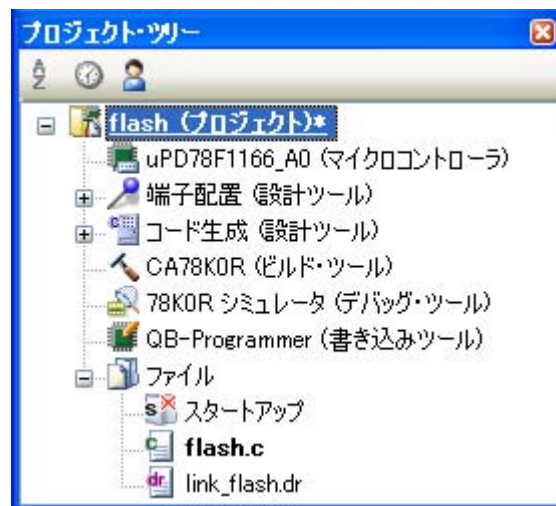 プロジェクト・ツリー
flash (プロジェクト)*
uPD78F1166_A0 (マイクロコントローラ)
端子配置 (設計ツール)
コード生成 (設計ツール)
CA78K0R (ビルド・ツール)
78K0R シミュレータ (デバッグ・ツール)
QB-Programmer (書き込みツール)
ファイル
スタートアップ
flash.c
link_flash.dr